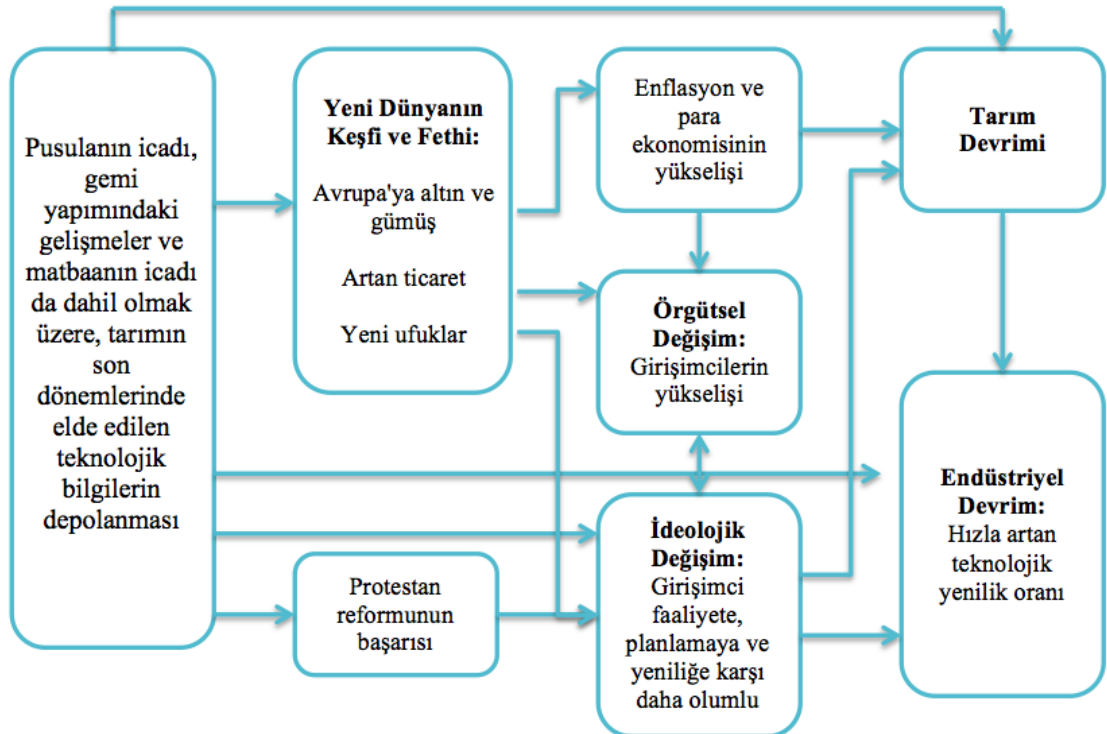 Pusulanın icadı,
gemi
yapımındaki
gelişmeler ve
matbaanın icadı
da dahil olmak
üzere, tarımın
son
dönemlerinde
elde edilen
teknolojik
bilgilerin
depolanması
Yeni Dünyanın
Keşfi ve Fethi:
Avrupa'ya altın ve
gümüş
Artan ticaret
Yeni ufuklar
Protestan
reformunun
başarısı
Enflasyon ve
para
ekonomisinin
yükselişi
Örgütsel
Değişim:
Girişimcilerin
yükselişi
İdeolojik
Değişim:
Girişimci
faaliyete,
planlamaya ve
yeniliğe karşı
daha olumlu
Tarım
Devrimi
Endüstriyel
Devrim:
Hızla artan
teknolojik
yenilik oranı